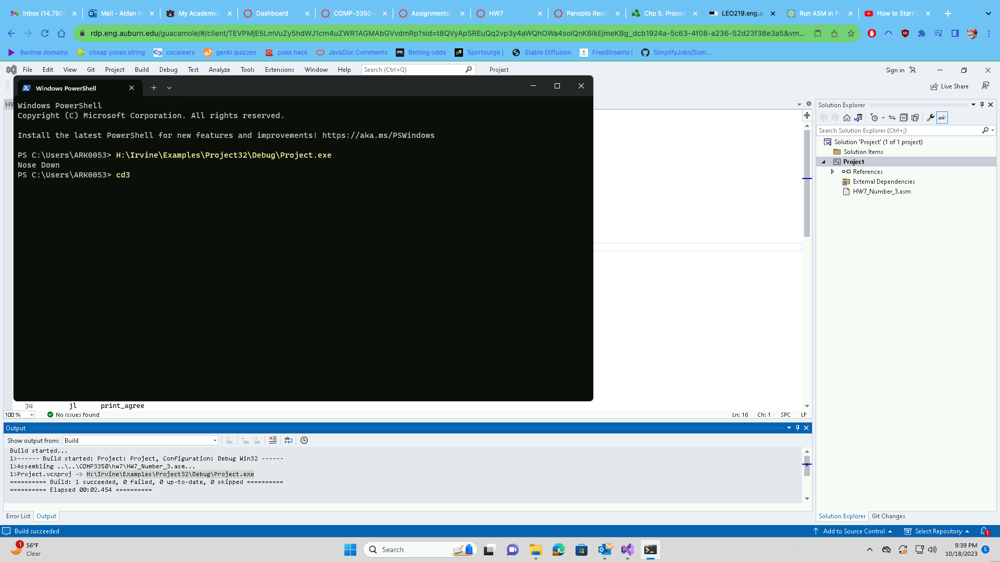 Inbox (14,790)
Mail - Aidan K
My Academics
Dashboard
COMP-3350-
Assignments:
HW7
Panopto Reco
Chp 5. Proced
LEO219.eng.a
Run ASM in Po
How to Start C
rdp.eng.auburn.edu/guacamole/#/client/TEVPMjE5LmVuZy5hdWJ1cm4uZWR1AGMAbGVvdmRp?sid=t8QVyApSREuQq2vp3y4aWQhOWa4solQnK6ikEjmeKBg_dcb1924a-5c63-4f08-a236-52d23f38e3a5&vm...
9anime domains
cheap yonex string
cscareers
genki quizzes
poke hack
JavaDoc Comments
Betting odds
Sportsurge |
Stable Diffusion
FreeStreams |
SimplifyJobs/Sum...
File Edit View Git Project Build Debug Test Analyze Tools Extensions Window Help
Search (Ctrl+Q)
Project
Sign in
Live Share
Windows PowerShell
HW
Windows PowerShell
Copyright (C) Microsoft Corporation. All rights reserved.
Install the latest PowerShell for new features and improvements! https://aka.ms/PSWindows
PS C:\Users\ARK0053> H:\Irvine\Examples\Project32\Debug\Project.exe
Nose Down
PS C:\Users\ARK0053> cd3
Solution Explorer
Search Solution Explorer (Ctrl+;)
Solution 'Project' (1 of 1 project)
Solution Items
Project
References
External Dependencies
HW7_Number_3.asm
34 jl print_agree
100 %
No issues found
Ln: 16 Ch: 1 SPC LF
Output
Show output from: Build
Build started...
1>------ Build started: Project: Project, Configuration: Debug Win32 ------
1>Assembling ..\..\COMP3350\hw7\HW7_Number_3.asm...
1>Project.vcxproj -> H:\Irvine\Examples\Project32\Debug\Project.exe
========== Build: 1 succeeded, 0 failed, 0 up-to-date, 0 skipped ==========
========== Elapsed 00:02.454 ==========
Error List
Output
Solution Explorer
Git Changes
Build succeeded
Add to Source Control
Select Repository
1
1
56°F
Clear
Search
9:39 PM
10/18/2023
5